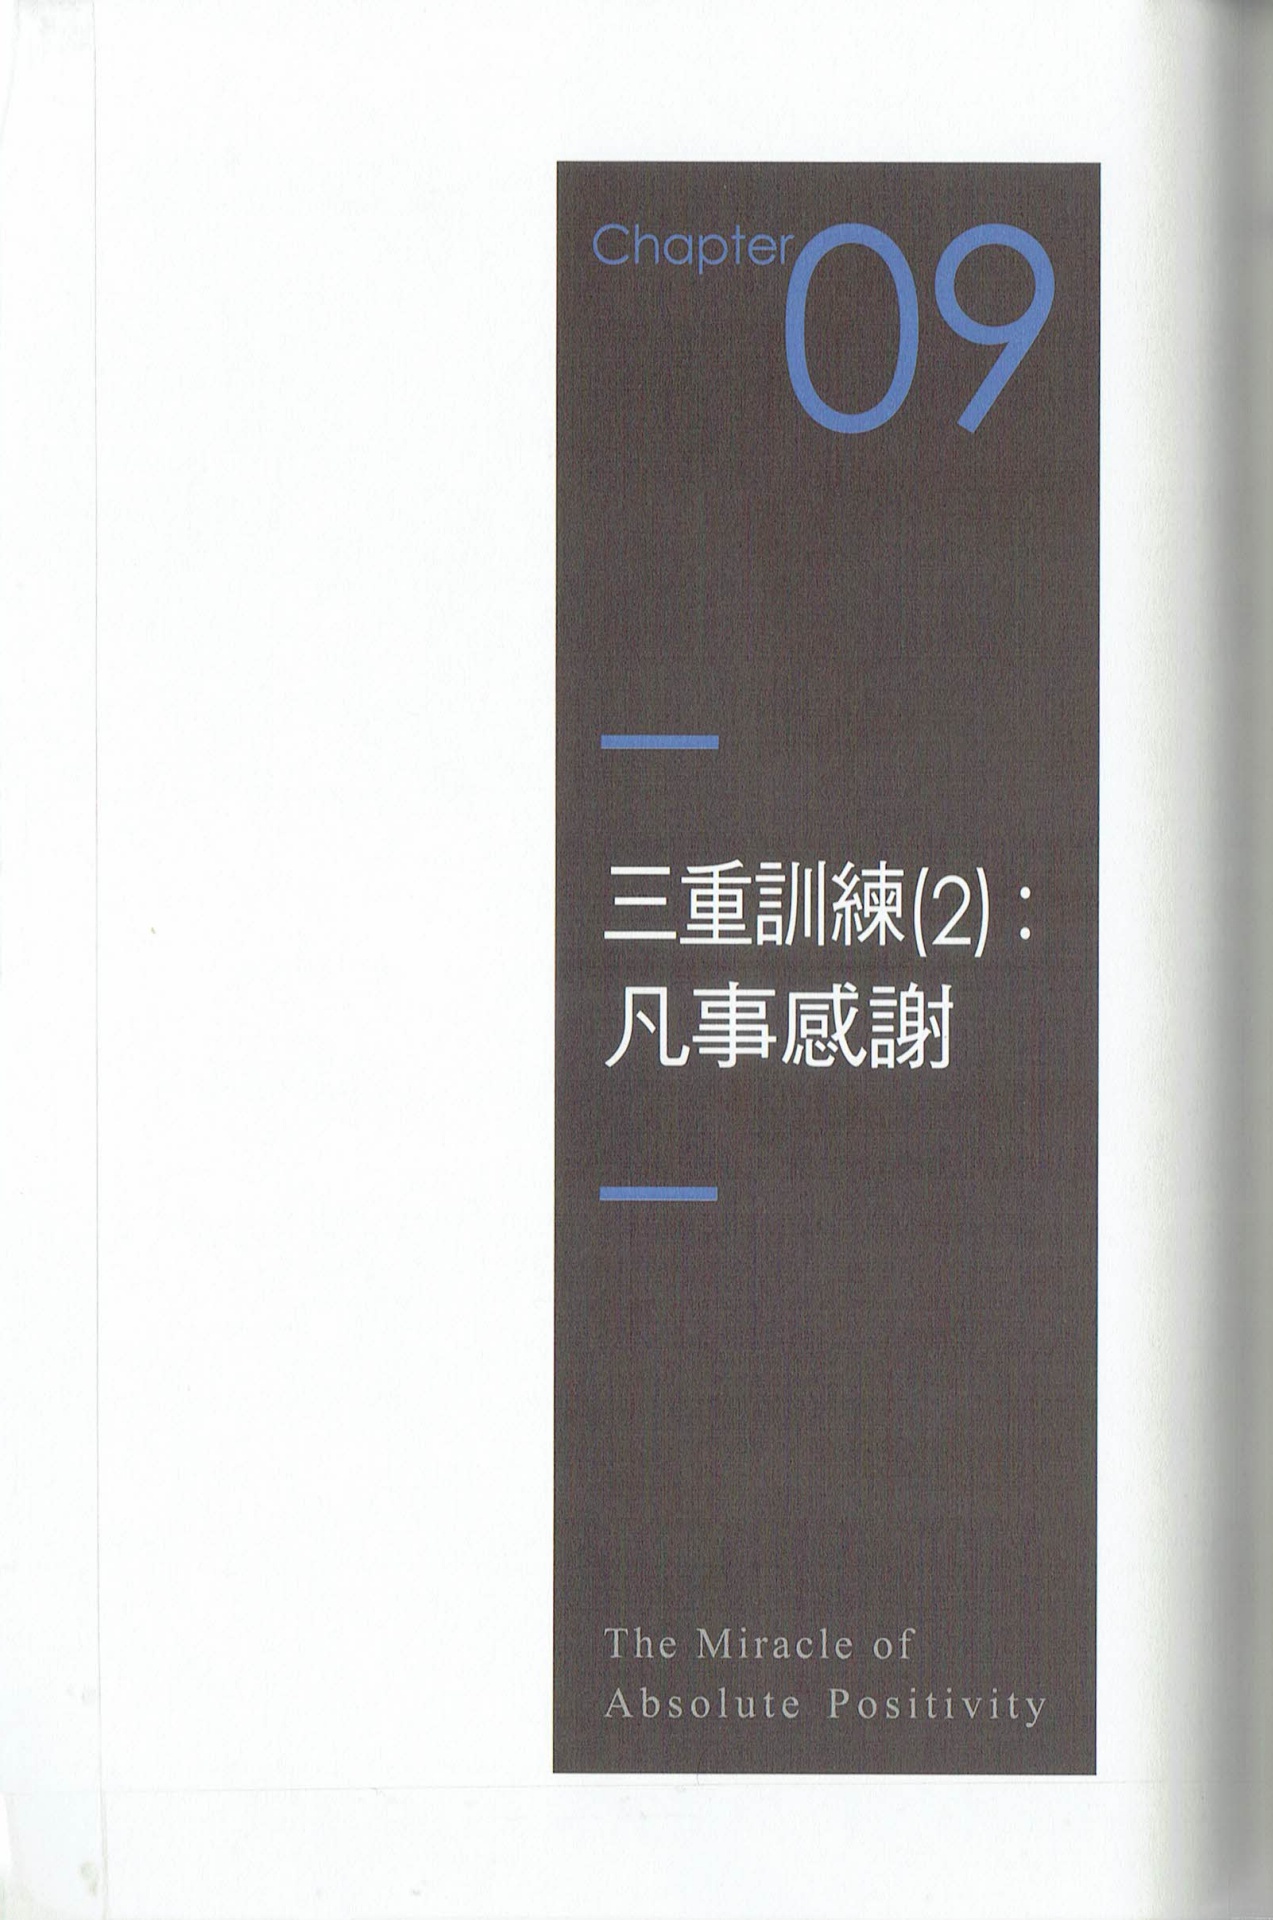 Chapter 09
三重訓練(2)：
凡事感謝
The Miracle of
Absolute Positivity